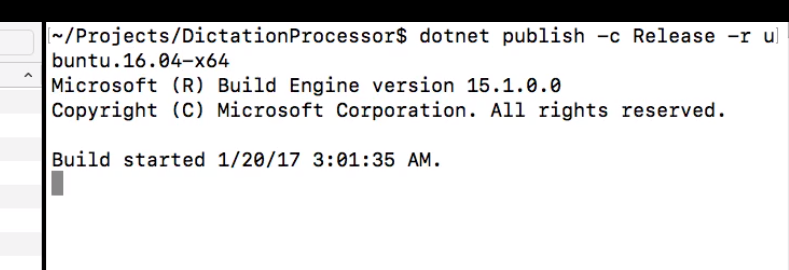 ~/Projects/DictationProcessor$ dotnet publish -c Release -r u
buntu.16.04-x64
Microsoft (R) Build Engine version 15.1.0.0
Copyright (C) Microsoft Corporation. All rights reserved.
Build started 1/20/17 3:01:35 AM.